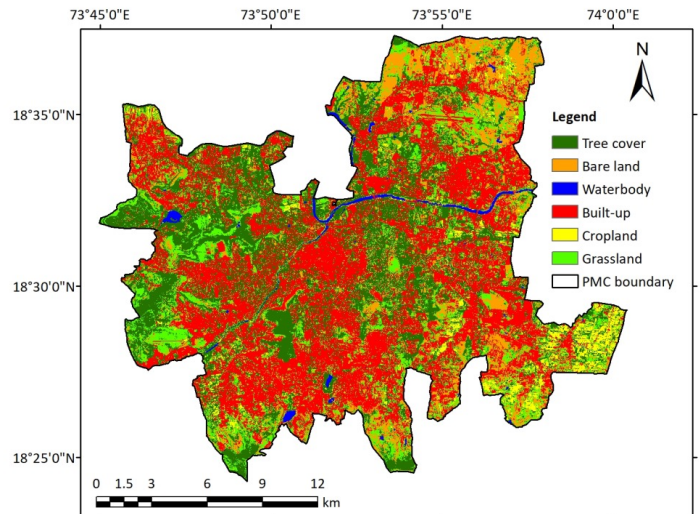 73°45'0"E 73°50'0"E 73°55'0"E 74°0'0"E
N
18°35'0"N
Legend
Tree cover
Bare land
Waterbody
Built-up
Cropland
Grassland
PMC boundary
18°30'0"N
18°25'0"N
0 1.5 3 6 9 12
km